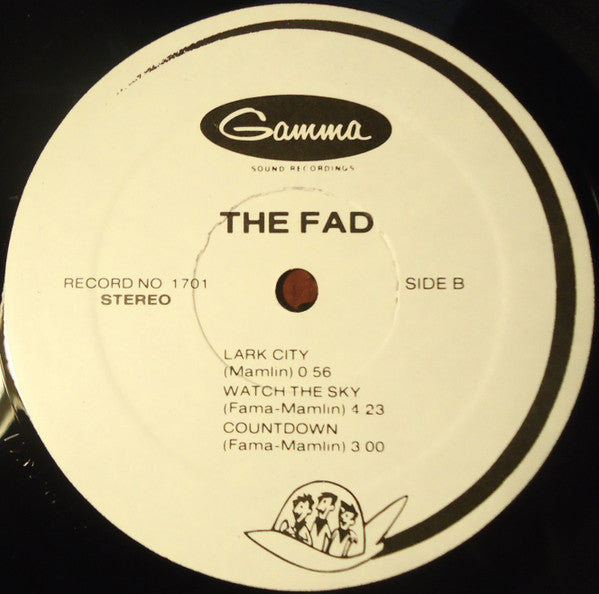 Gamma
SOUND RECORDINGS
THE FAD
RECORD NO 1701
STEREO
SIDE B
LARK CITY
(Mamlin) 0 56
WATCH THE SKY
(Fama-Mamlin) 4 23
COUNTDOWN
(Fama-Mamlin) 3 00